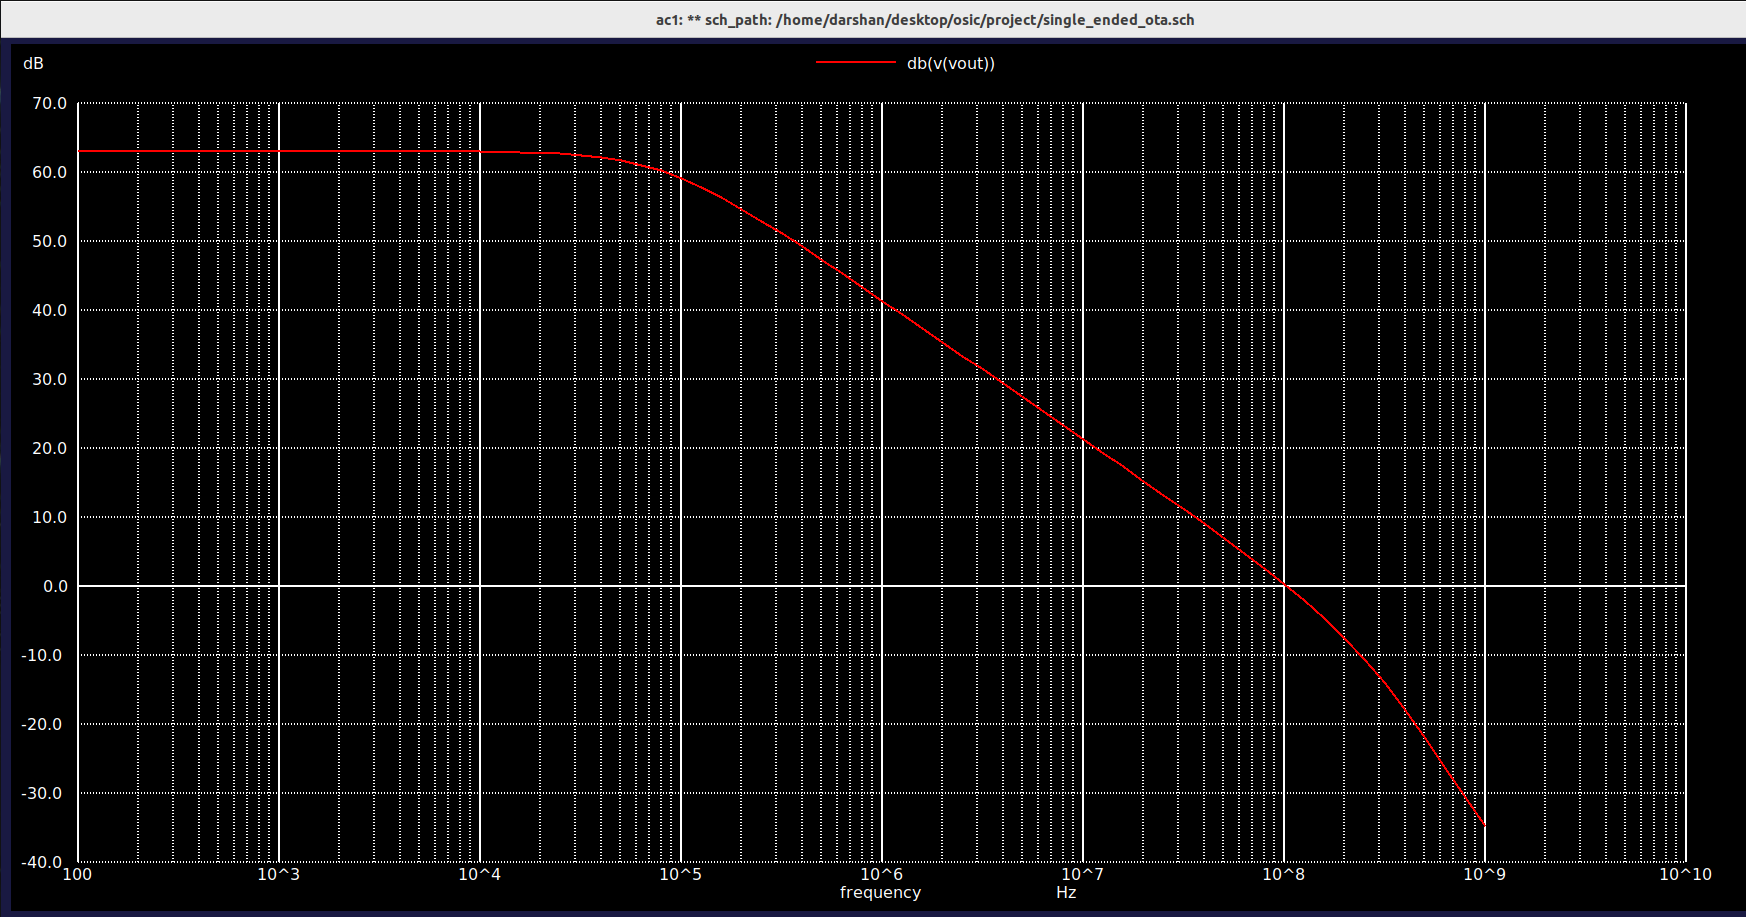 ac1: ** sch_path: /home/darshan/desktop/osic/project/single_ended_ota.sch
dB
db(v(vout))
70.0
60.0
50.0
40.0
30.0
20.0
10.0
0.0
-10.0
-20.0
-30.0
-40.0
100 10^3 10^4 10^5 10^6 10^7 10^8 10^9 10^10
frequency Hz